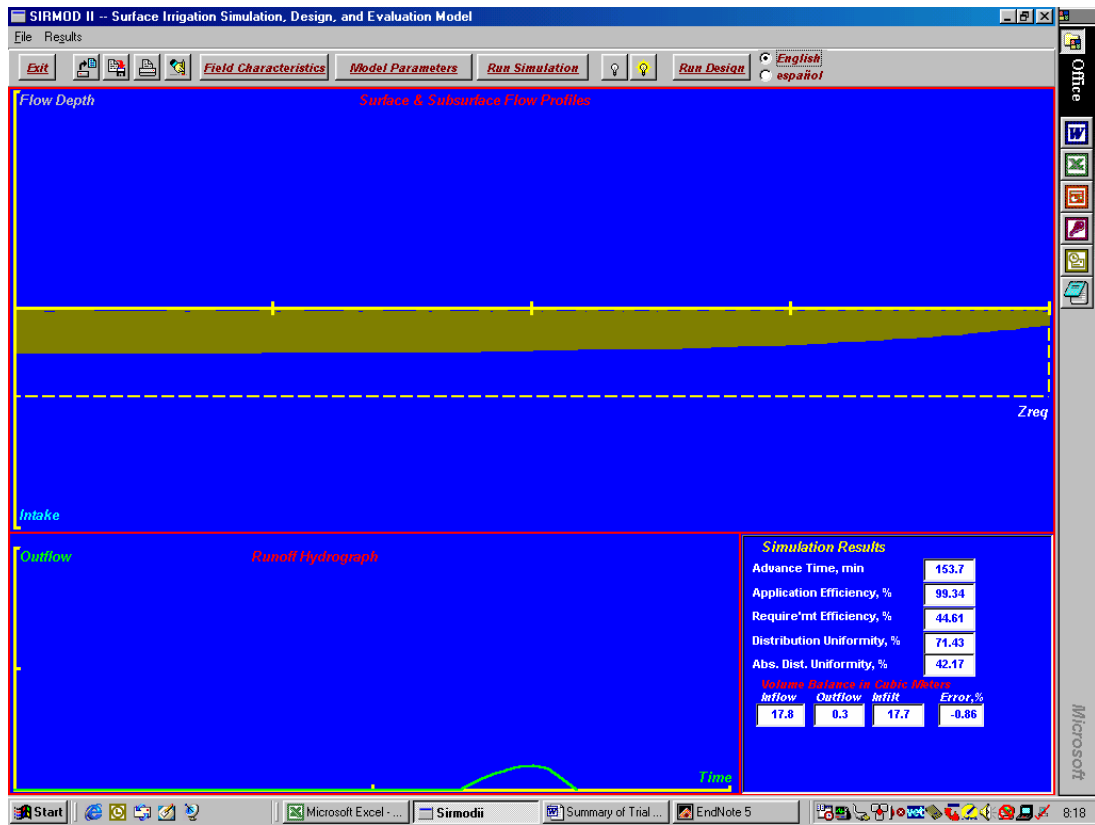 SIRMOD II -- Surface Irrigation Simulation, Design, and Evaluation Model
File Results
Exit Field Characteristics Model Parameters Run Simulation Run Design English
español
Office
Flow Depth Surface & Subsurface Flow Profiles
Zreq
Intake
Outflow Runoff Hydrograph
Time
Simulation Results
Advance Time, min 153.7
Application Efficiency, % 99.34
Require'mt Efficiency, % 44.61
Distribution Uniformity, % 71.43
Abs. Dist. Uniformity, % 42.17
Volume Balance in Cubic Meters
Inflow Outflow Infilt Error,%
17.8 0.3 17.7 -0.86
Microsoft
Start Microsoft Excel - ... Sirmodii Summary of Trial ... EndNote 5 vet 8:18